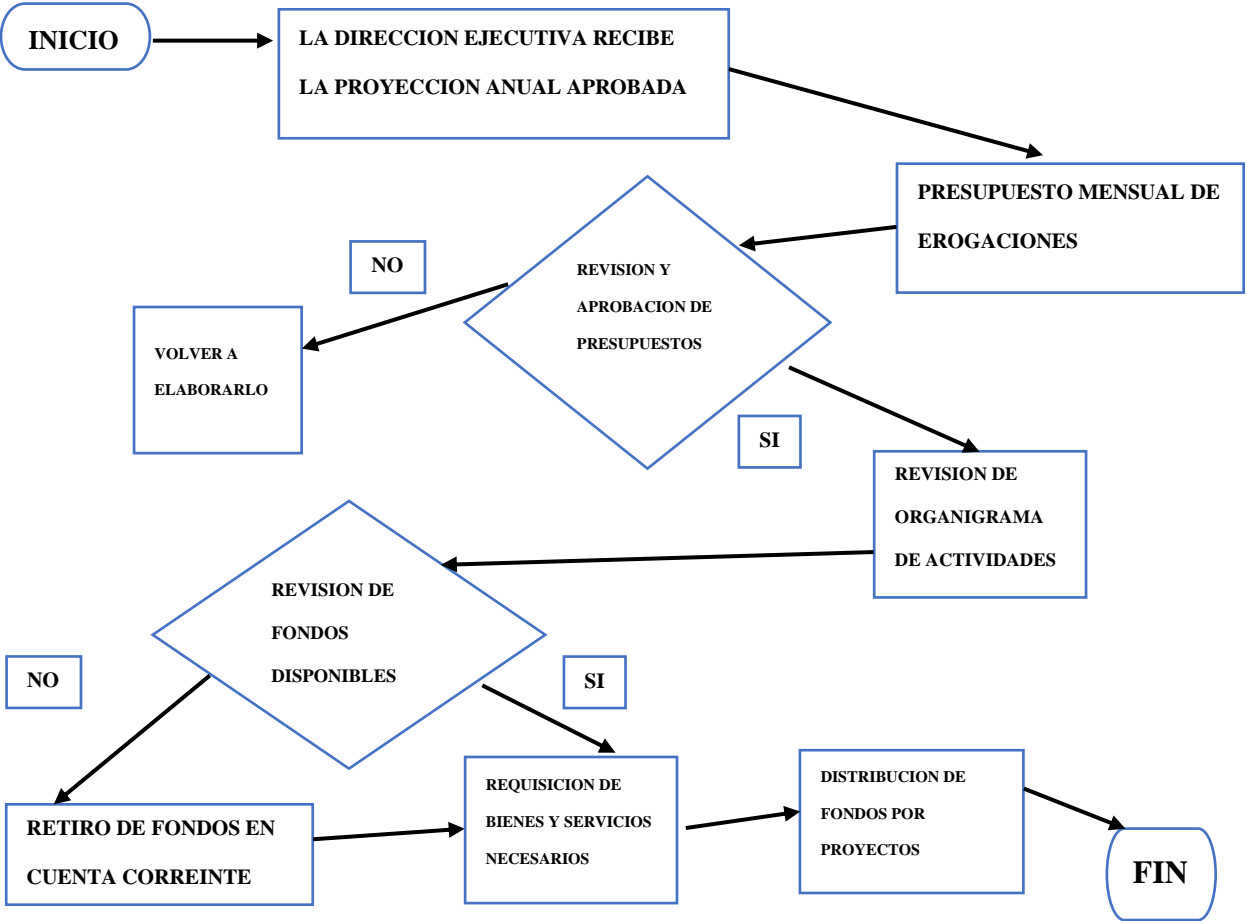 INICIO
LA DIRECCION EJECUTIVA RECIBE
LA PROYECCION ANUAL APROBADA
PRESUPUESTO MENSUAL DE
EROGACIONES
REVISION Y
APROBACION DE
PRESUPUESTOS
NO
VOLVER A
ELABORARLO
SI
REVISION DE
ORGANIGRAMA
DE ACTIVIDADES
REVISION DE
FONDOS
DISPONIBLES
NO
SI
RETIRO DE FONDOS EN
CUENTA CORREINTE
REQUISICION DE
BIENES Y SERVICIOS
NECESARIOS
DISTRIBUCION DE
FONDOS POR
PROYECTOS
FIN